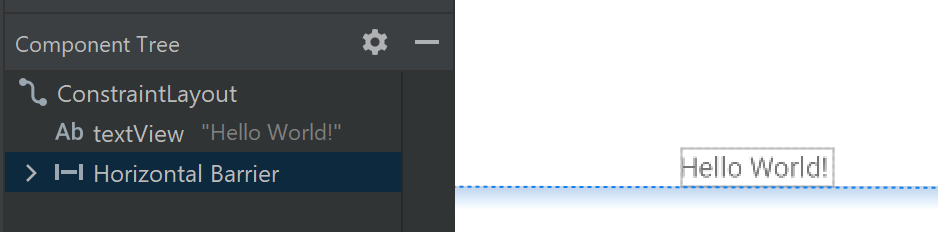 Component Tree
ConstraintLayout
Ab textView "Hello World!"
Horizontal Barrier
Hello World!